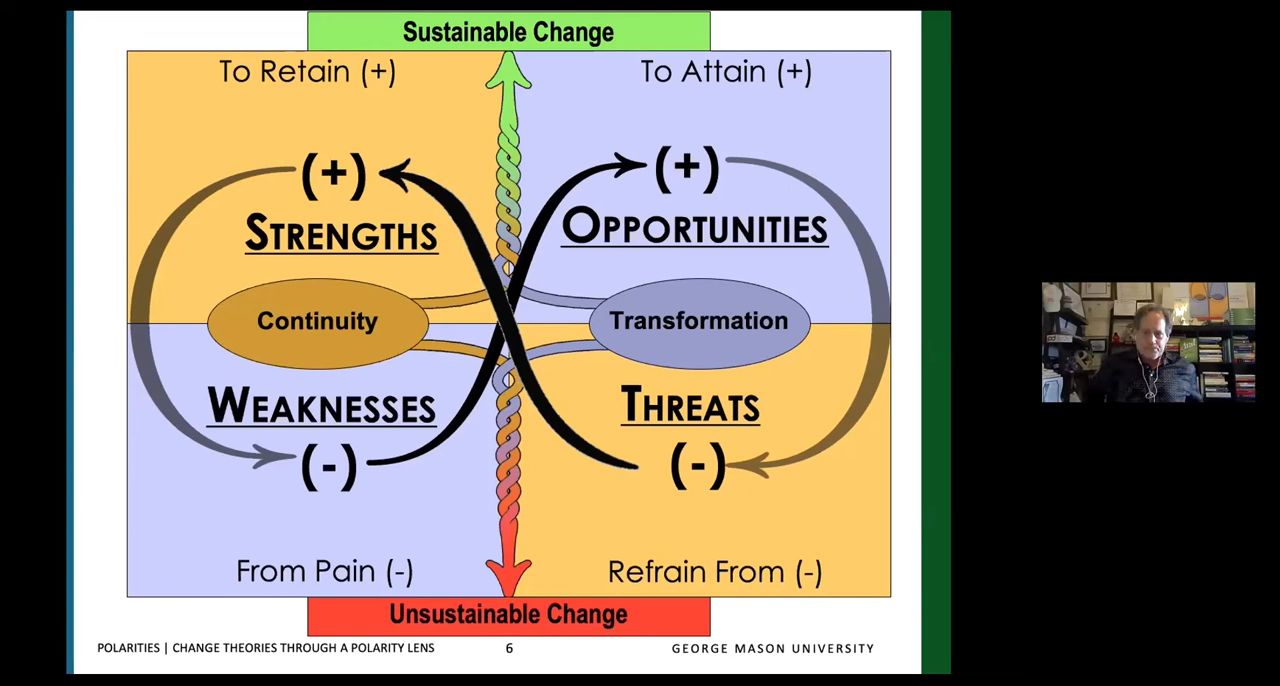 Sustainable Change
To Retain (+)
To Attain (+)
(+)
(+)
STRENGTHS
OPPORTUNITIES
Continuity
Transformation
WEAKNESSES
THREATS
(-)
(-)
From Pain (-)
Refrain From (-)
Unsustainable Change
POLARITIES | CHANGE THEORIES THROUGH A POLARITY LENS
6
GEORGE MASON UNIVERSITY